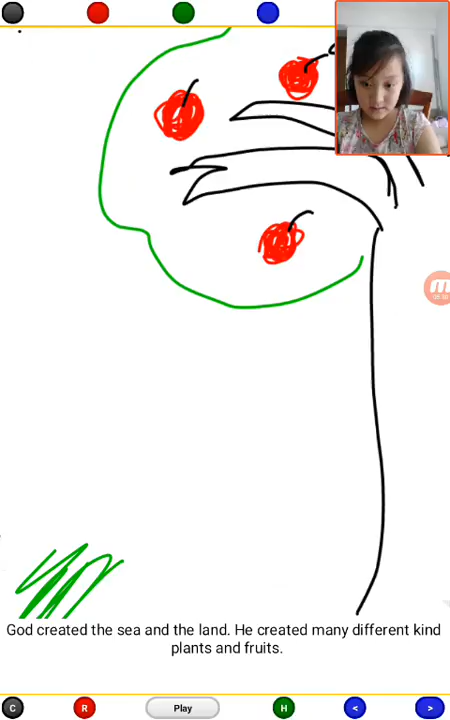 God created the sea and the land. He created many different kind
plants and fruits.
C
R
Play
H
<
>